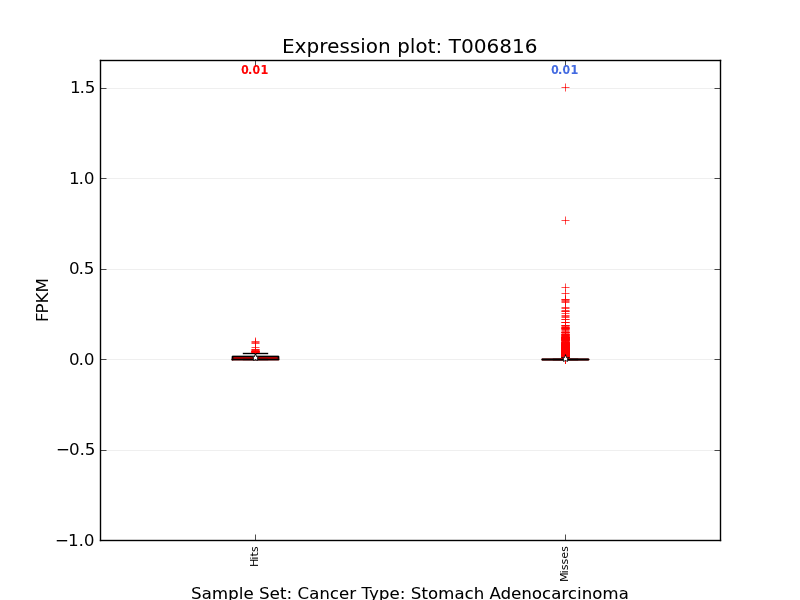 Expression plot: T006816
0.01
0.01
1.5
1.0
0.5
0.0
−0.5
−1.0
FPKM
Hits
Misses
Sample Set: Cancer Type: Stomach Adenocarcinoma